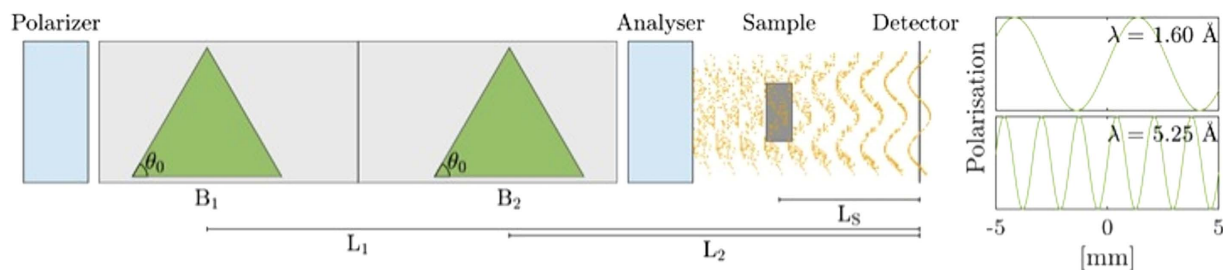 Polarizer
Analyser
Sample
Detector
θ₀
θ₀
B₁
B₂
L_S
L₁
L₂
Polarisation
λ = 1.60 Å
λ = 5.25 Å
-5
0
5
[mm]